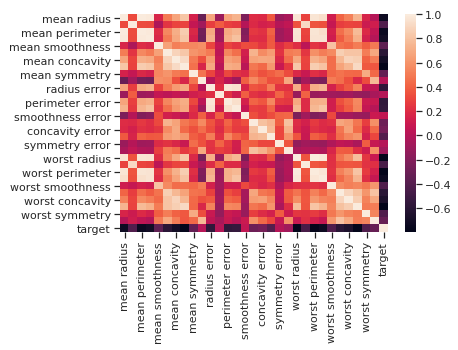 mean radius
mean perimeter
mean smoothness
mean concavity
mean symmetry
radius error
perimeter error
smoothness error
concavity error
symmetry error
worst radius
worst perimeter
worst smoothness
worst concavity
worst symmetry
target
mean radius
mean perimeter
mean smoothness
mean concavity
mean symmetry
radius error
perimeter error
smoothness error
concavity error
symmetry error
worst radius
worst perimeter
worst smoothness
worst concavity
worst symmetry
target
1.0
0.8
0.6
0.4
0.2
0.0
−0.2
−0.4
−0.6